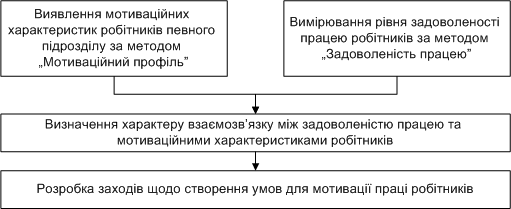 Виявлення мотиваційних
характеристик робітників певного
підрозділу за методом
„Мотиваційний профіль”
Вимірювання рівня задоволеності
працею робітників за методом
„Задоволеність працею”
Визначення характеру взаємозв’язку між задоволеністю працею та
мотиваційними характеристиками робітників
Розробка заходів щодо створення умов для мотивації праці робітників